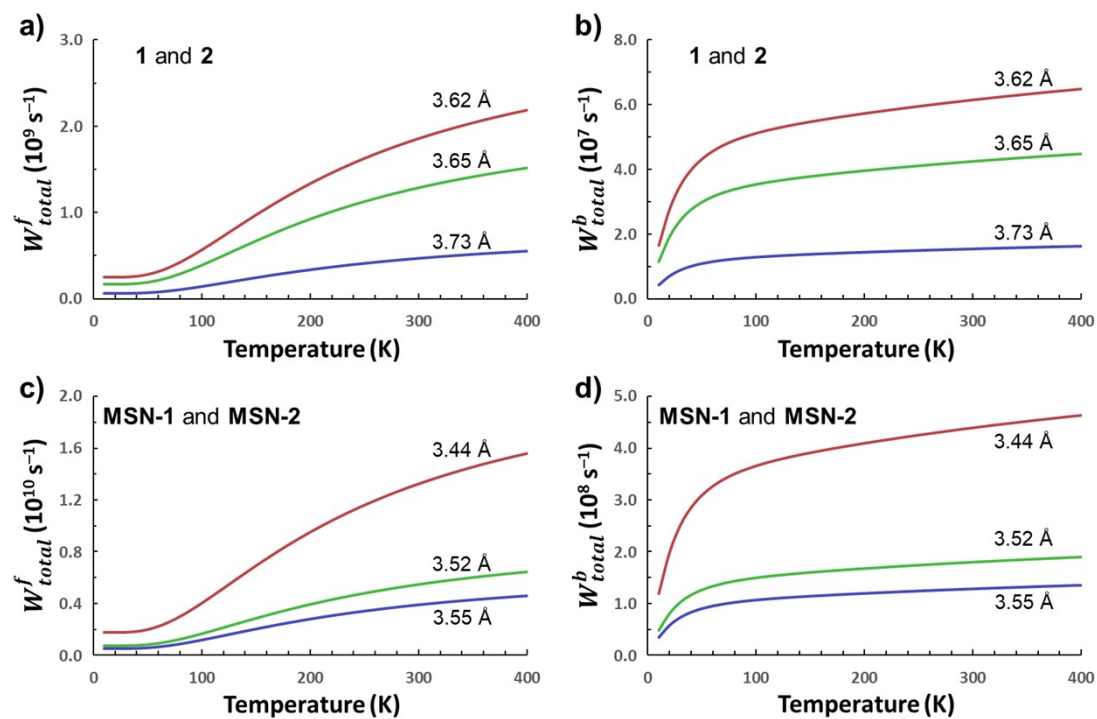 a)
3.0
2.0
1.0
0.0
W^f_total (10^9 s^–1)
1 and 2
3.62 Å
3.65 Å
3.73 Å
0 100 200 300 400
Temperature (K)
b)
8.0
6.0
4.0
2.0
0.0
W^b_total (10^7 s^–1)
1 and 2
3.62 Å
3.65 Å
3.73 Å
0 100 200 300 400
Temperature (K)
c)
2.0
1.6
1.2
0.8
0.4
0.0
W^f_total (10^10 s^–1)
MSN-1 and MSN-2
3.44 Å
3.52 Å
3.55 Å
0 100 200 300 400
Temperature (K)
d)
5.0
4.0
3.0
2.0
1.0
0.0
W^b_total (10^8 s^–1)
MSN-1 and MSN-2
3.44 Å
3.52 Å
3.55 Å
0 100 200 300 400
Temperature (K)